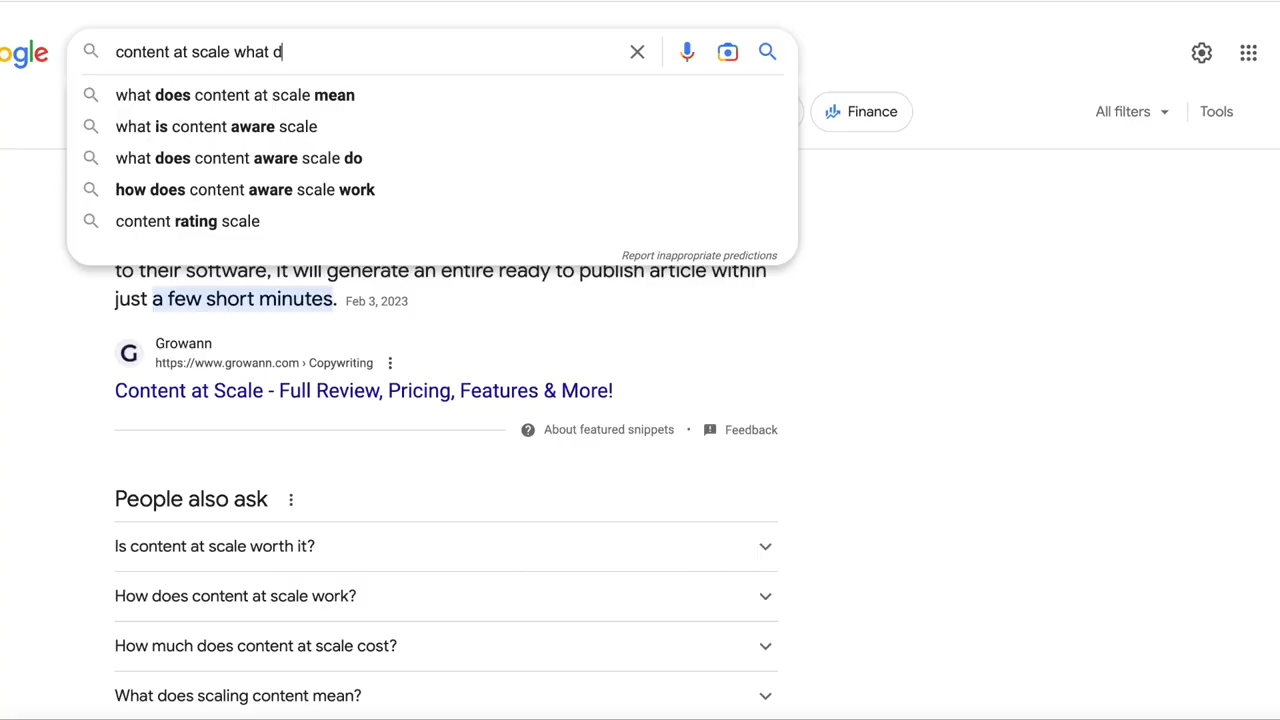 ogle
content at scale what d
what does content at scale mean
what is content aware scale
what does content aware scale do
how does content aware scale work
content rating scale
Report inappropriate predictions
Finance
All filters
Tools
to their software, it will generate an entire ready to publish article within
just a few short minutes. Feb 3, 2023
Growann
https://www.growann.com › Copywriting
Content at Scale - Full Review, Pricing, Features & More!
About featured snippets • Feedback
People also ask
Is content at scale worth it?
How does content at scale work?
How much does content at scale cost?
What does scaling content mean?